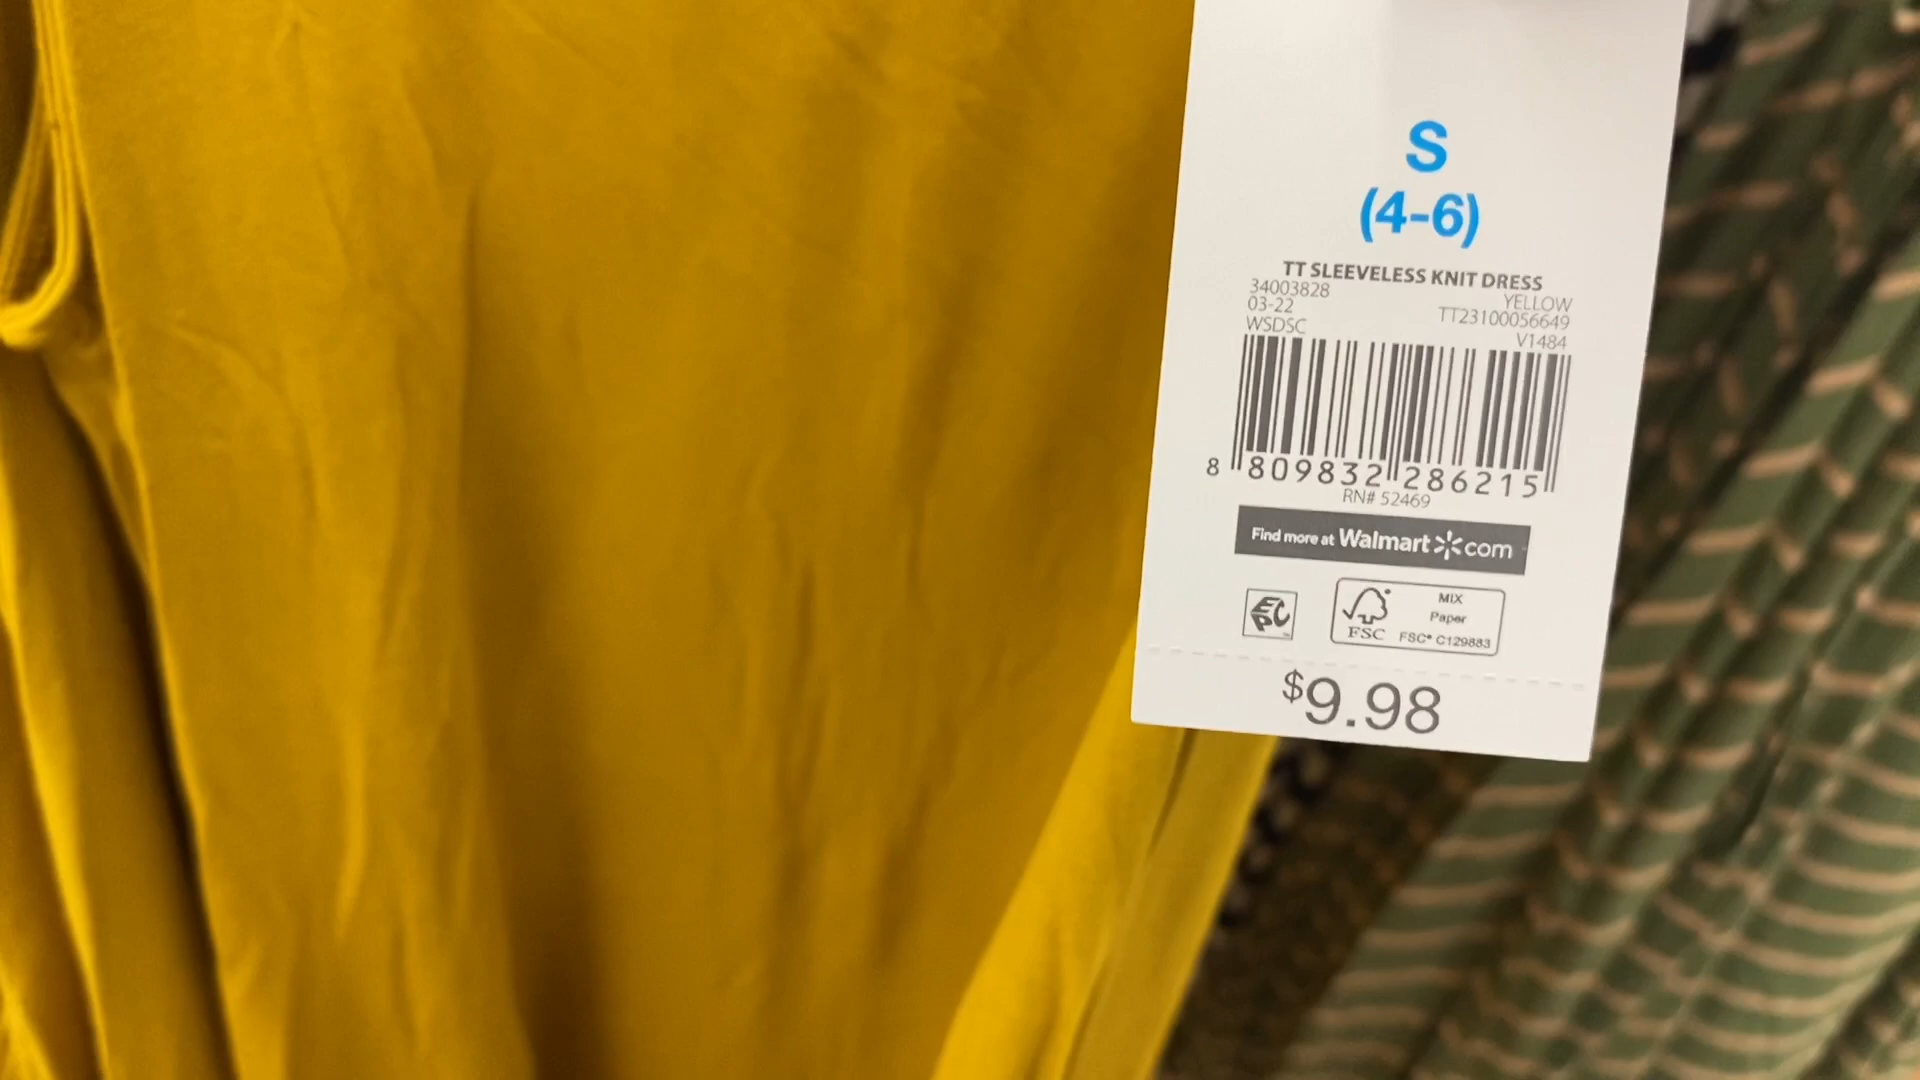 S
(4-6)
TT SLEEVELESS KNIT DRESS
34003828 YELLOW
03-22 TT23100056649
WSDSC V1484
8 809832 286215
RN# 52469
Find more at Walmart com
EPC
MIX
Paper
FSC FSC® C129883
$9.98